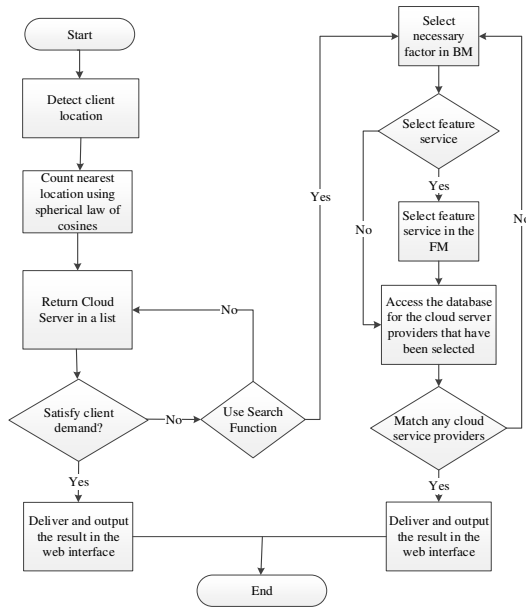 Start
Detect client
location
Count nearest
location using
spherical law of
cosines
Return Cloud
Server in a list
No
Satisfy client
demand?
No
Use Search
Function
Yes
Yes
Deliver and output
the result in the
web interface
Select
necessary
factor in BM
Select feature
service
Yes
No
No
Select feature
service in the
FM
Access the database
for the cloud server
providers that have
been selected
Match any cloud
service providers
Yes
Deliver and output
the result in the
web interface
End